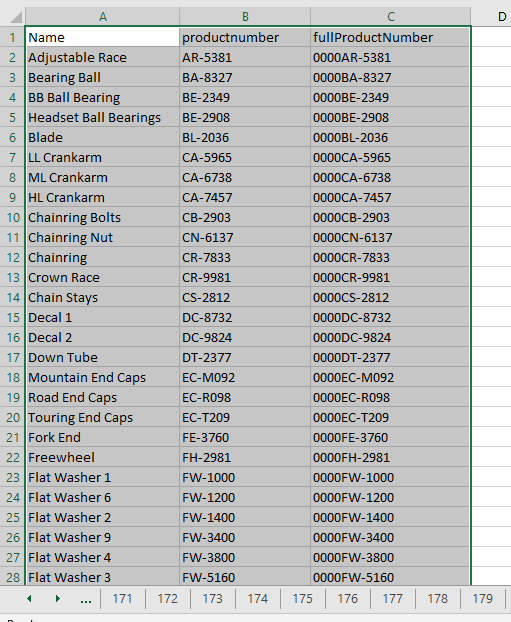 A B C D
1 Name productnumber fullProductNumber
2 Adjustable Race AR-5381 0000AR-5381
3 Bearing Ball BA-8327 0000BA-8327
4 BB Ball Bearing BE-2349 0000BE-2349
5 Headset Ball Bearings BE-2908 0000BE-2908
6 Blade BL-2036 0000BL-2036
7 LL Crankarm CA-5965 0000CA-5965
8 ML Crankarm CA-6738 0000CA-6738
9 HL Crankarm CA-7457 0000CA-7457
10 Chainring Bolts CB-2903 0000CB-2903
11 Chainring Nut CN-6137 0000CN-6137
12 Chainring CR-7833 0000CR-7833
13 Crown Race CR-9981 0000CR-9981
14 Chain Stays CS-2812 0000CS-2812
15 Decal 1 DC-8732 0000DC-8732
16 Decal 2 DC-9824 0000DC-9824
17 Down Tube DT-2377 0000DT-2377
18 Mountain End Caps EC-M092 0000EC-M092
19 Road End Caps EC-R098 0000EC-R098
20 Touring End Caps EC-T209 0000EC-T209
21 Fork End FE-3760 0000FE-3760
22 Freewheel FH-2981 0000FH-2981
23 Flat Washer 1 FW-1000 0000FW-1000
24 Flat Washer 6 FW-1200 0000FW-1200
25 Flat Washer 2 FW-1400 0000FW-1400
26 Flat Washer 9 FW-3400 0000FW-3400
27 Flat Washer 4 FW-3800 0000FW-3800
28 Flat Washer 3 FW-5160 0000FW-5160
... 171 172 173 174 175 176 177 178 179